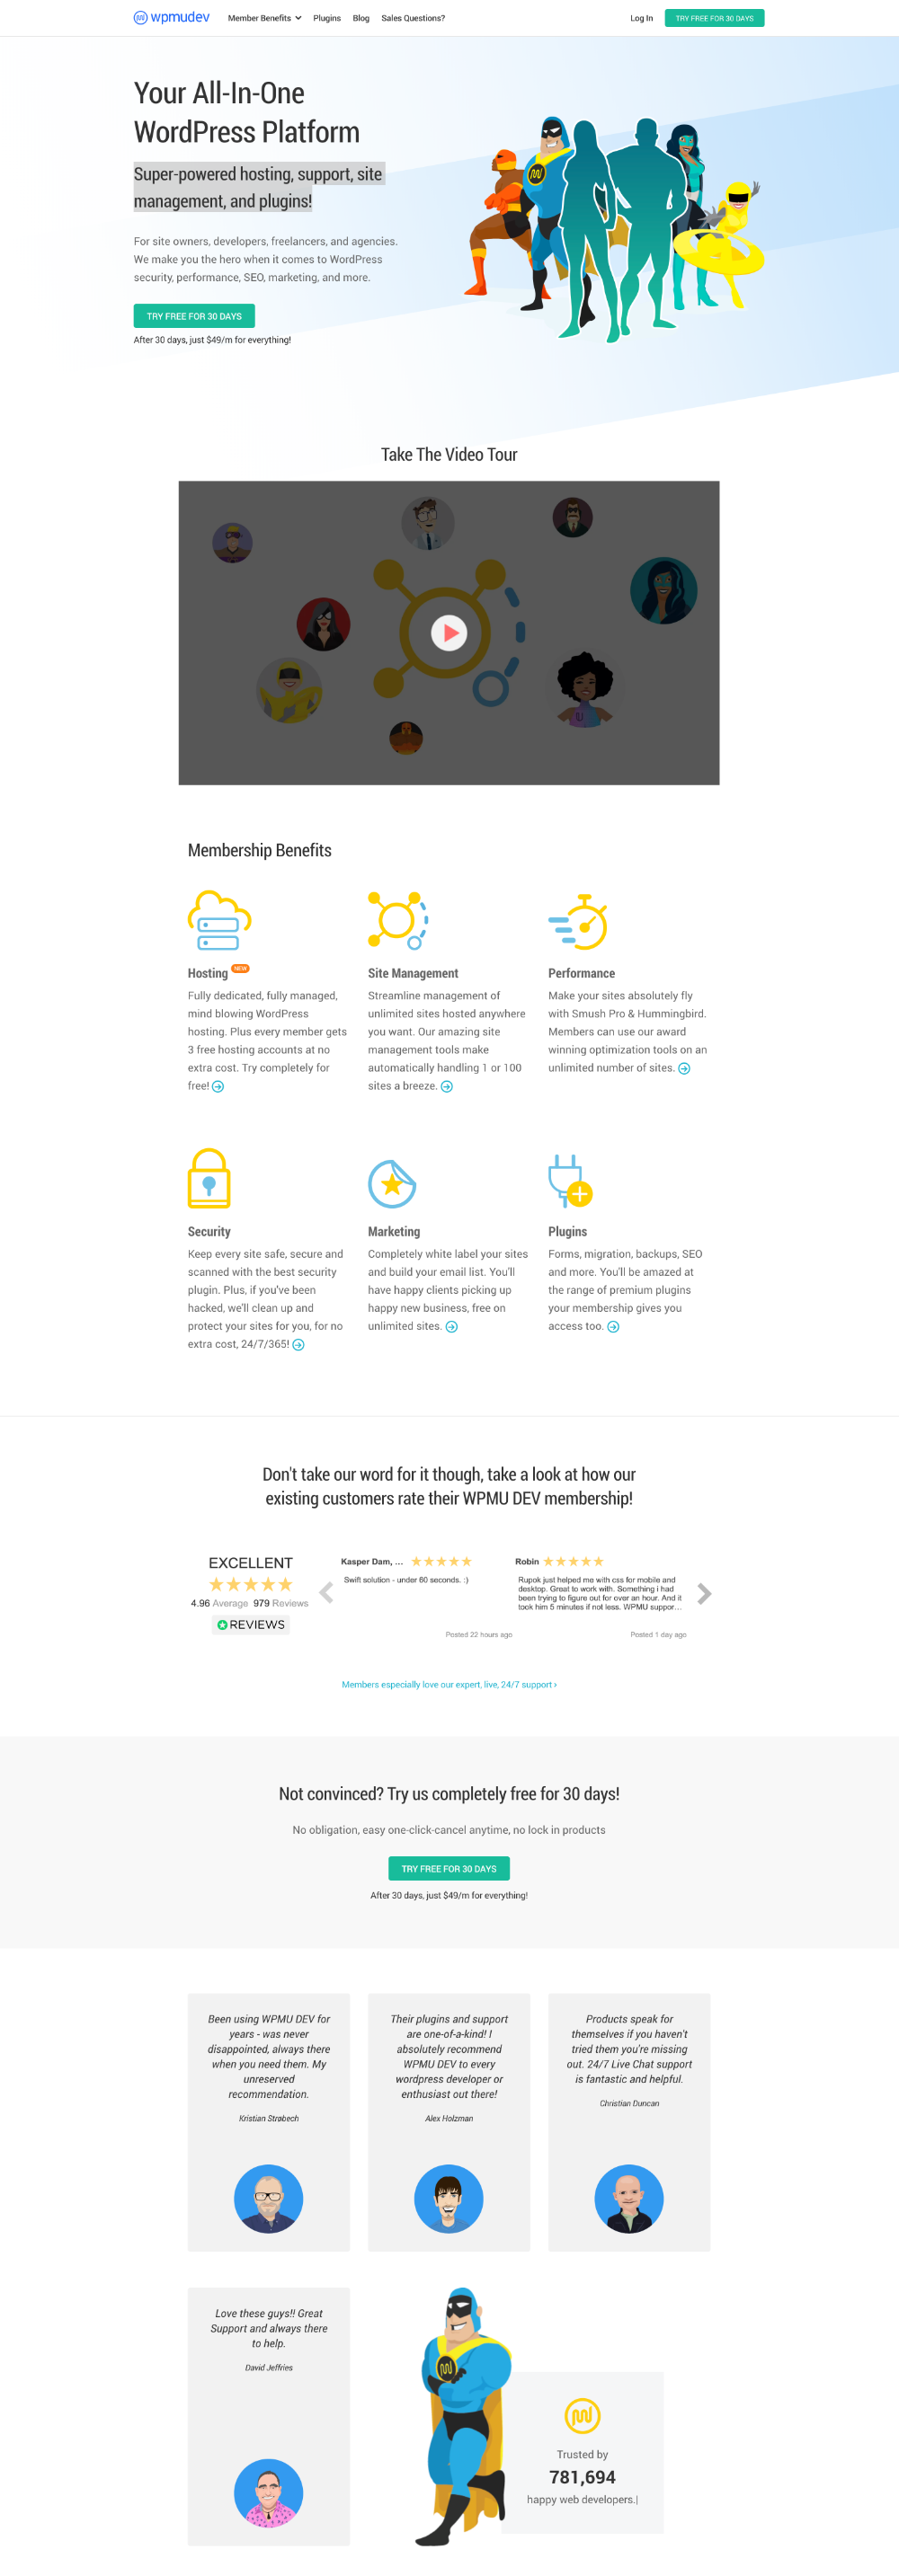 wpmudev
Member Benefits
Plugins
Blog
Sales Questions?
Log In
TRY FREE FOR 30 DAYS
Your All-In-One
WordPress Platform
Super-powered hosting, support, site
management, and plugins!
For site owners, developers, freelancers, and agencies.
We make you the hero when it comes to WordPress
security, performance, SEO, marketing, and more.
TRY FREE FOR 30 DAYS
After 30 days, just $49/m for everything!
Take The Video Tour
Membership Benefits
Hosting NEW
Fully dedicated, fully managed,
mind blowing WordPress
hosting. Plus every member gets
3 free hosting accounts at no
extra cost. Try completely for
free!
Site Management
Streamline management of
unlimited sites hosted anywhere
you want. Our amazing site
management tools make
automatically handling 1 or 100
sites a breeze.
Performance
Make your sites absolutely fly
with Smush Pro & Hummingbird.
Members can use our award
winning optimization tools on an
unlimited number of sites.
Security
Keep every site safe, secure and
scanned with the best security
plugin. Plus, if you've been
hacked, we'll clean up and
protect your sites for you, for no
extra cost, 24/7/365!
Marketing
Completely white label your sites
and build your email list. You'll
have happy clients picking up
happy new business, free on
unlimited sites.
Plugins
Forms, migration, backups, SEO
and more. You'll be amazed at
the range of premium plugins
your membership gives you
access too.
Don't take our word for it though, take a look at how our
existing customers rate their WPMU DEV membership!
EXCELLENT
4.96 Average 979 Reviews
REVIEWS
Kasper Dam, ...
Swift solution - under 60 seconds. :)
Posted 22 hours ago
Robin
Rupok just helped me with css for mobile and
desktop. Great to work with. Something i had
been trying to figure out for over an hour. And it
took him 5 minutes if not less. WPMU suppor...
Posted 1 day ago
Members especially love our expert, live, 24/7 support ›
Not convinced? Try us completely free for 30 days!
No obligation, easy one-click-cancel anytime, no lock in products
TRY FREE FOR 30 DAYS
After 30 days, just $49/m for everything!
Been using WPMU DEV for
years - was never
disappointed, always there
when you need them. My
unreserved
recommendation.
Kristian Strøbech
Their plugins and support
are one-of-a-kind! I
absolutely recommend
WPMU DEV to every
wordpress developer or
enthusiast out there!
Alex Holzman
Products speak for
themselves if you haven't
tried them you're missing
out. 24/7 Live Chat support
is fantastic and helpful.
Christian Duncan
Love these guys!! Great
Support and always there
to help.
David Jeffries
Trusted by
781,694
happy web developers.|